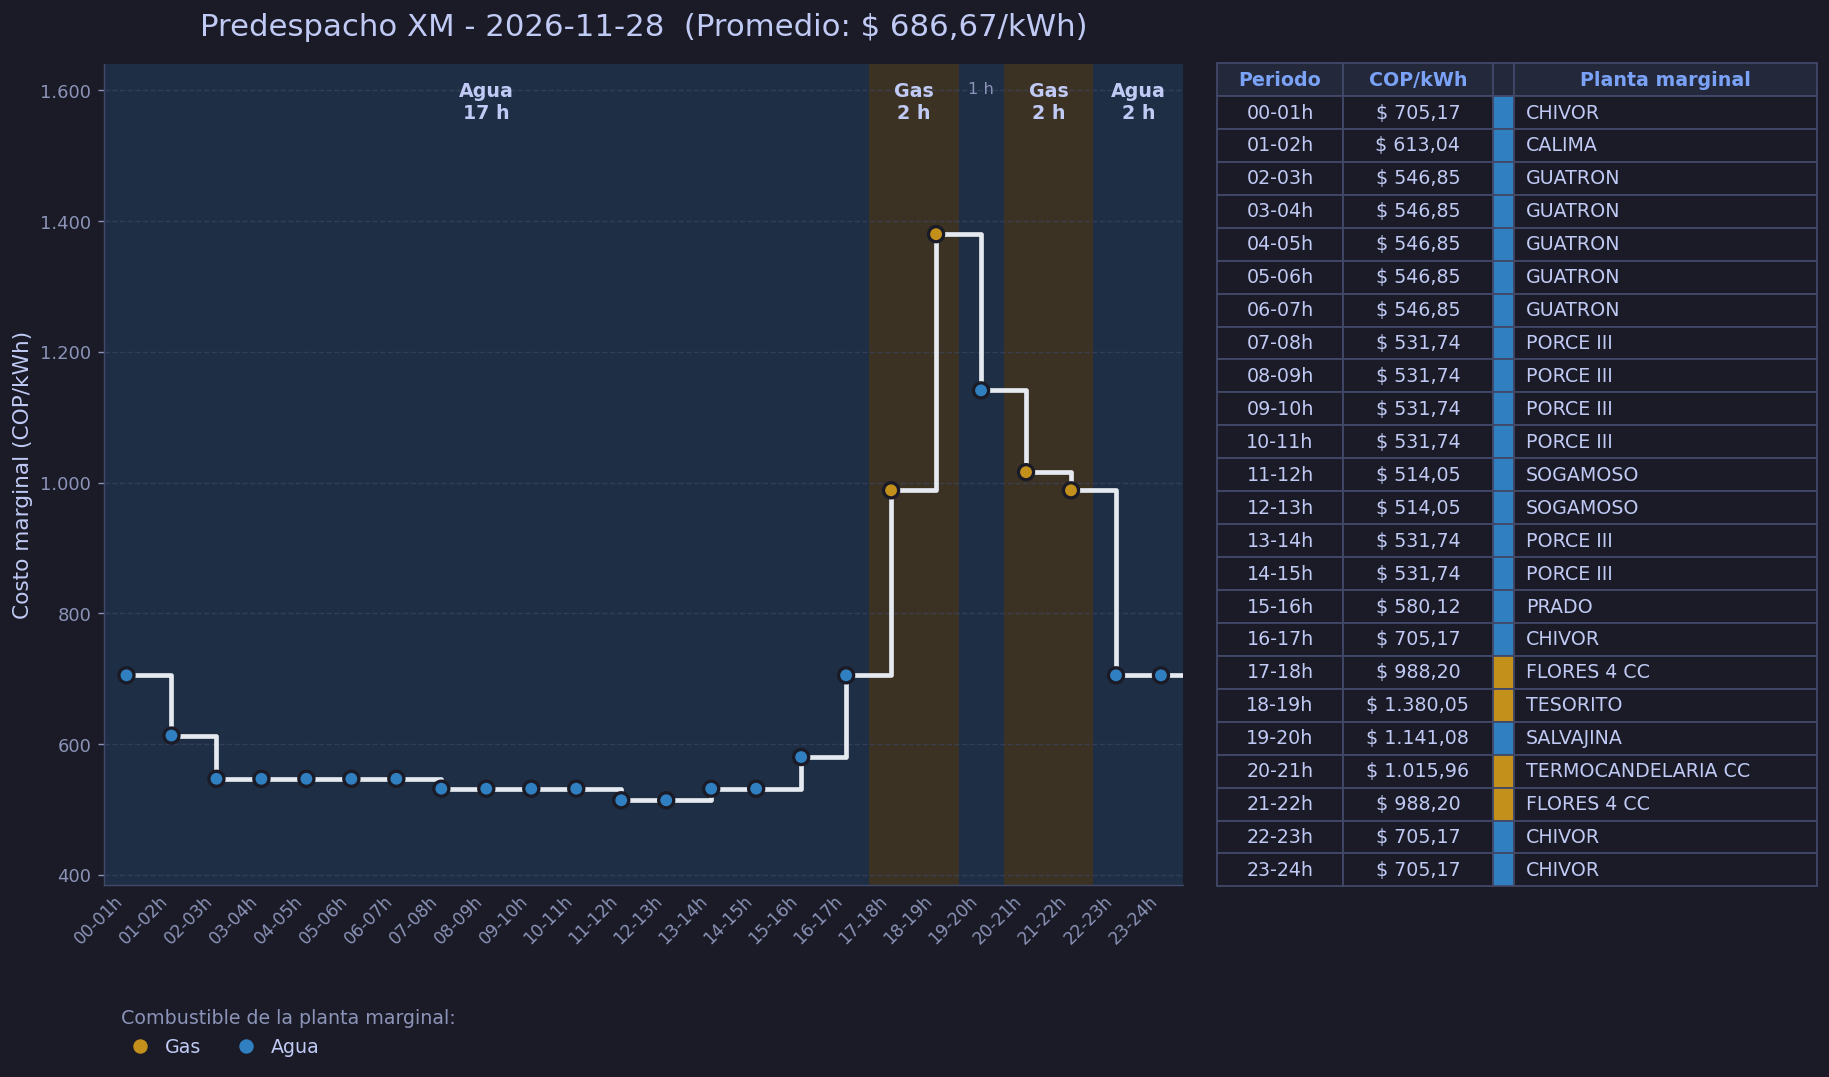 Predespacho XM - 2026-11-28  (Promedio: $ 686,67/kWh)
Costo marginal (COP/kWh)
1.600
1.400
1.200
1.000
800
600
400
Agua
17 h
Gas
2 h
1 h
Gas
2 h
Agua
2 h
00-01h
01-02h
02-03h
03-04h
04-05h
05-06h
06-07h
07-08h
08-09h
09-10h
10-11h
11-12h
12-13h
13-14h
14-15h
15-16h
16-17h
17-18h
18-19h
19-20h
20-21h
21-22h
22-23h
23-24h
Combustible de la planta marginal:
Gas Agua
Periodo COP/kWh Planta marginal
00-01h $ 705,17 CHIVOR
01-02h $ 613,04 CALIMA
02-03h $ 546,85 GUATRON
03-04h $ 546,85 GUATRON
04-05h $ 546,85 GUATRON
05-06h $ 546,85 GUATRON
06-07h $ 546,85 GUATRON
07-08h $ 531,74 PORCE III
08-09h $ 531,74 PORCE III
09-10h $ 531,74 PORCE III
10-11h $ 531,74 PORCE III
11-12h $ 514,05 SOGAMOSO
12-13h $ 514,05 SOGAMOSO
13-14h $ 531,74 PORCE III
14-15h $ 531,74 PORCE III
15-16h $ 580,12 PRADO
16-17h $ 705,17 CHIVOR
17-18h $ 988,20 FLORES 4 CC
18-19h $ 1.380,05 TESORITO
19-20h $ 1.141,08 SALVAJINA
20-21h $ 1.015,96 TERMOCANDELARIA CC
21-22h $ 988,20 FLORES 4 CC
22-23h $ 705,17 CHIVOR
23-24h $ 705,17 CHIVOR